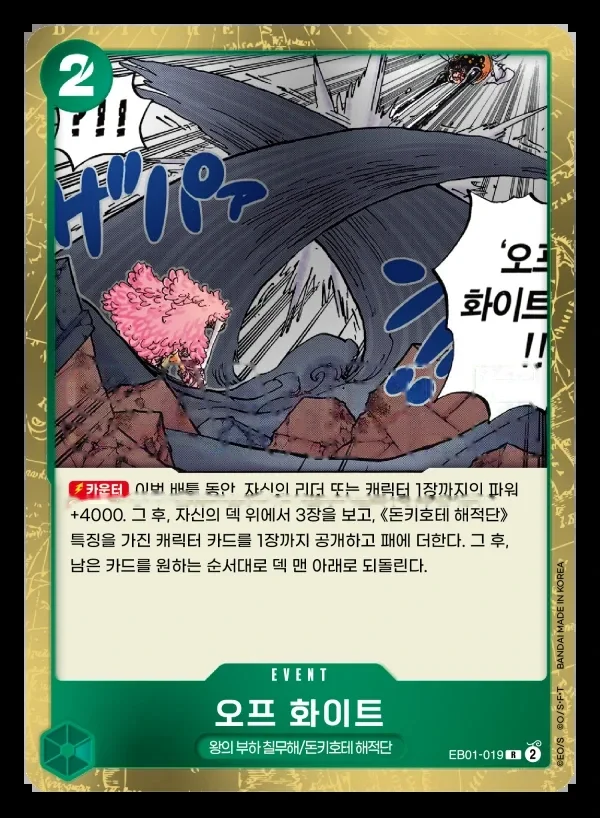 2
?!!
ザバパァ
'오프
화이트
!!
카운터 이번 배틀 동안, 자신의 리더 또는 캐릭터 1장까지의 파워
+4000. 그 후, 자신의 덱 위에서 3장을 보고, 《돈키호테 해적단》
특징을 가진 캐릭터 카드를 1장까지 공개하고 패에 더한다. 그 후,
남은 카드를 원하는 순서대로 덱 맨 아래로 되돌린다.
EVENT
오프 화이트
왕의 부하 칠무해/돈키호테 해적단
EB01-019 R 2
©EO/S ©O/S·F·T BANDAI MADE IN KOREA